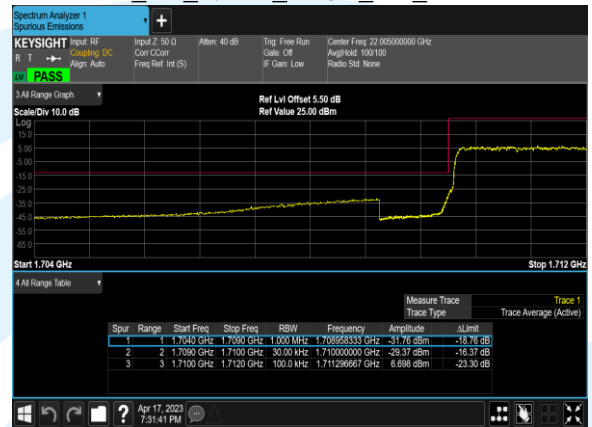 Spectrum Analyzer 1
Spurious Emissions
KEYSIGHT Input: RF Input Z: 50 Ω Atten: 40 dB Trig: Free Run Center Freq: 22.005000000 GHz
R T Coupling: DC Corr CCorr Gate: Off Avg|Hold: 100/100
Align: Auto Freq Ref: Int (S) IF Gain: Low Radio Std: None
LV PASS
3 All Range Graph
Ref Lvl Offset 5.50 dB
Scale/Div 10.0 dB Ref Value 25.00 dBm
Log
15.0
5.00
-5.00
-15.0
-25.0
-35.0
-45.0
-55.0
-65.0
Start 1.704 GHz Stop 1.712 GHz
4 All Range Table
Measure Trace Trace 1
Trace Type Trace Average (Active)
Spur Range Start Freq Stop Freq RBW Frequency Amplitude ΔLimit
1 1 1.7040 GHz 1.7090 GHz 1.000 MHz 1.708958333 GHz -31.76 dBm -18.76 dB
2 2 1.7090 GHz 1.7100 GHz 30.00 kHz 1.710000000 GHz -29.37 dBm -16.37 dB
3 3 1.7100 GHz 1.7120 GHz 100.0 kHz 1.711296667 GHz 6.698 dBm -23.30 dB
? Apr 17, 2023
7:31:41 PM